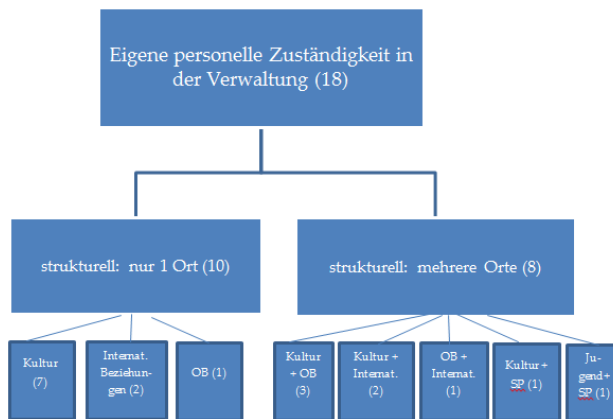 Eigene personelle Zuständigkeit in
der Verwaltung (18)
strukturell: nur 1 Ort (10)
strukturell: mehrere Orte (8)
Kultur
(7)
Internat.
Beziehun-
gen (2)
OB (1)
Kultur
+ OB
(3)
Kultur +
Internat.
(2)
OB +
Internat.
(1)
Kultur +
SP (1)
Ju-
gend+
SP (1)